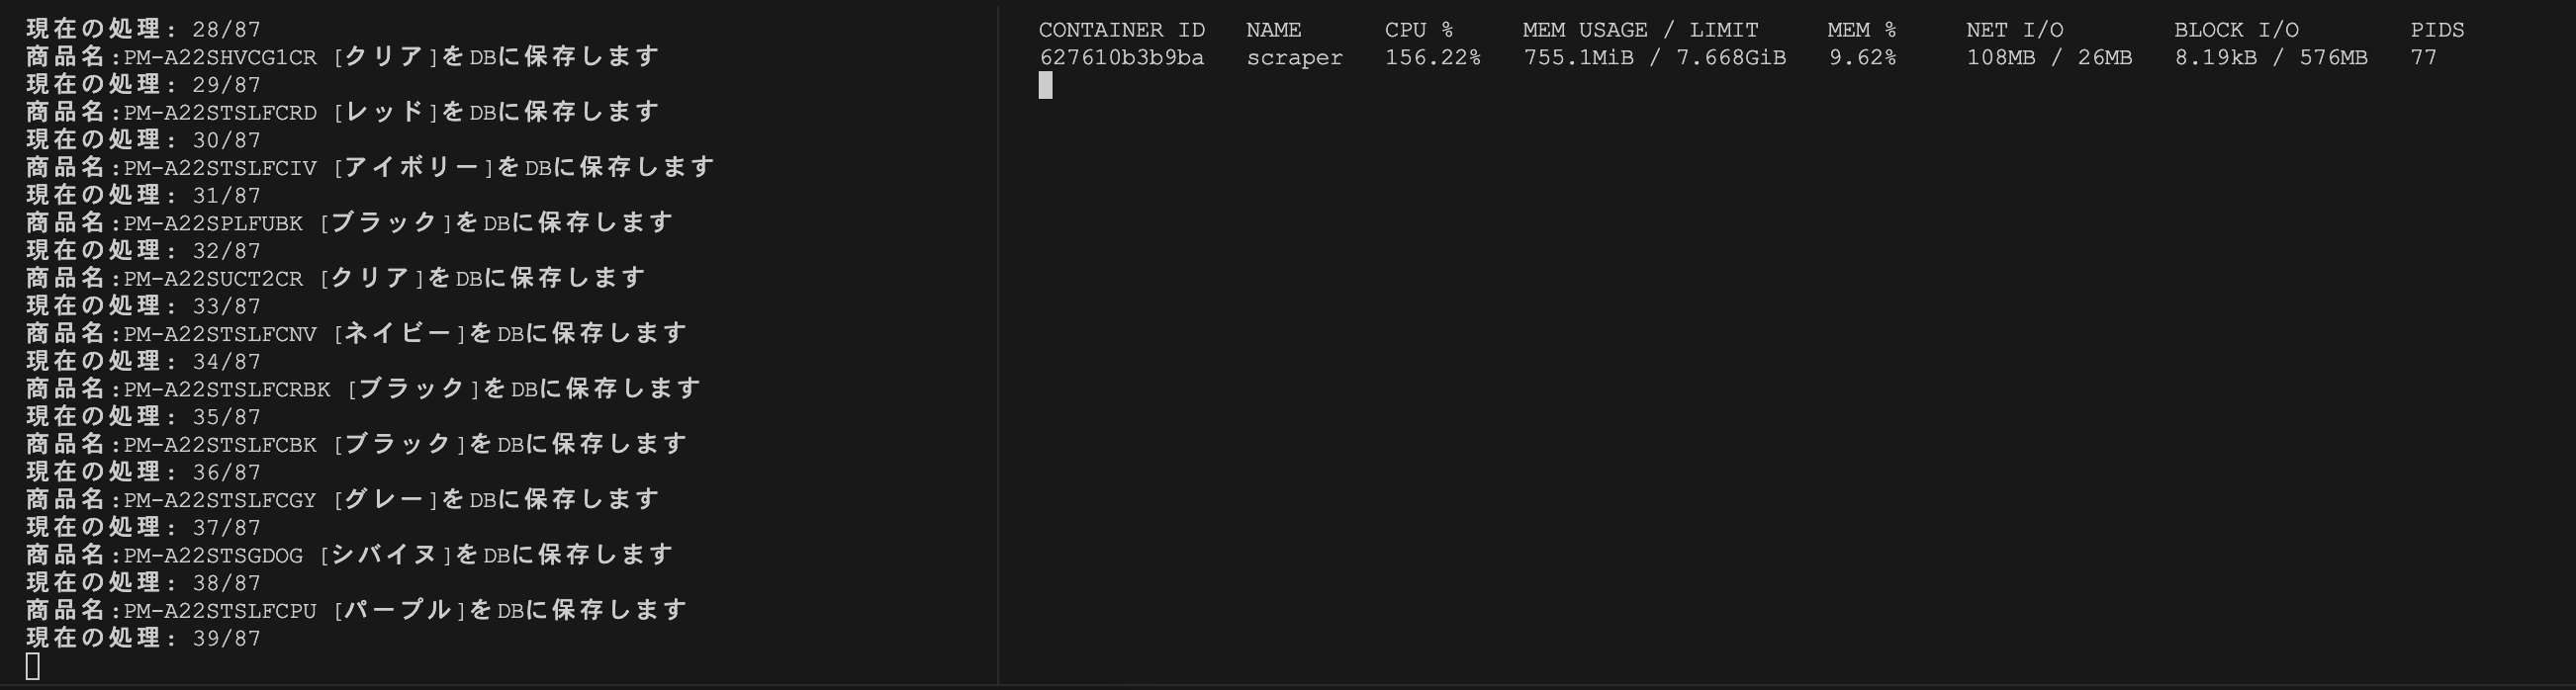 現在の処理: 28/87
商品名:PM-A22SHVCG1CR [クリア]をDBに保存します
現在の処理: 29/87
商品名:PM-A22STSLFCRD [レッド]をDBに保存します
現在の処理: 30/87
商品名:PM-A22STSLFCIV [アイボリー]をDBに保存します
現在の処理: 31/87
商品名:PM-A22SPLFUBK [ブラック]をDBに保存します
現在の処理: 32/87
商品名:PM-A22SUCT2CR [クリア]をDBに保存します
現在の処理: 33/87
商品名:PM-A22STSLFCNV [ネイビー]をDBに保存します
現在の処理: 34/87
商品名:PM-A22STSLFCRBK [ブラック]をDBに保存します
現在の処理: 35/87
商品名:PM-A22STSLFCBK [ブラック]をDBに保存します
現在の処理: 36/87
商品名:PM-A22STSLFCGY [グレー]をDBに保存します
現在の処理: 37/87
商品名:PM-A22STSGDOG [シバイヌ]をDBに保存します
現在の処理: 38/87
商品名:PM-A22STSLFCPU [パープル]をDBに保存します
現在の処理: 39/87
CONTAINER ID NAME CPU % MEM USAGE / LIMIT MEM % NET I/O BLOCK I/O PIDS
627610b3b9ba scraper 156.22% 755.1MiB / 7.668GiB 9.62% 108MB / 26MB 8.19kB / 576MB 77